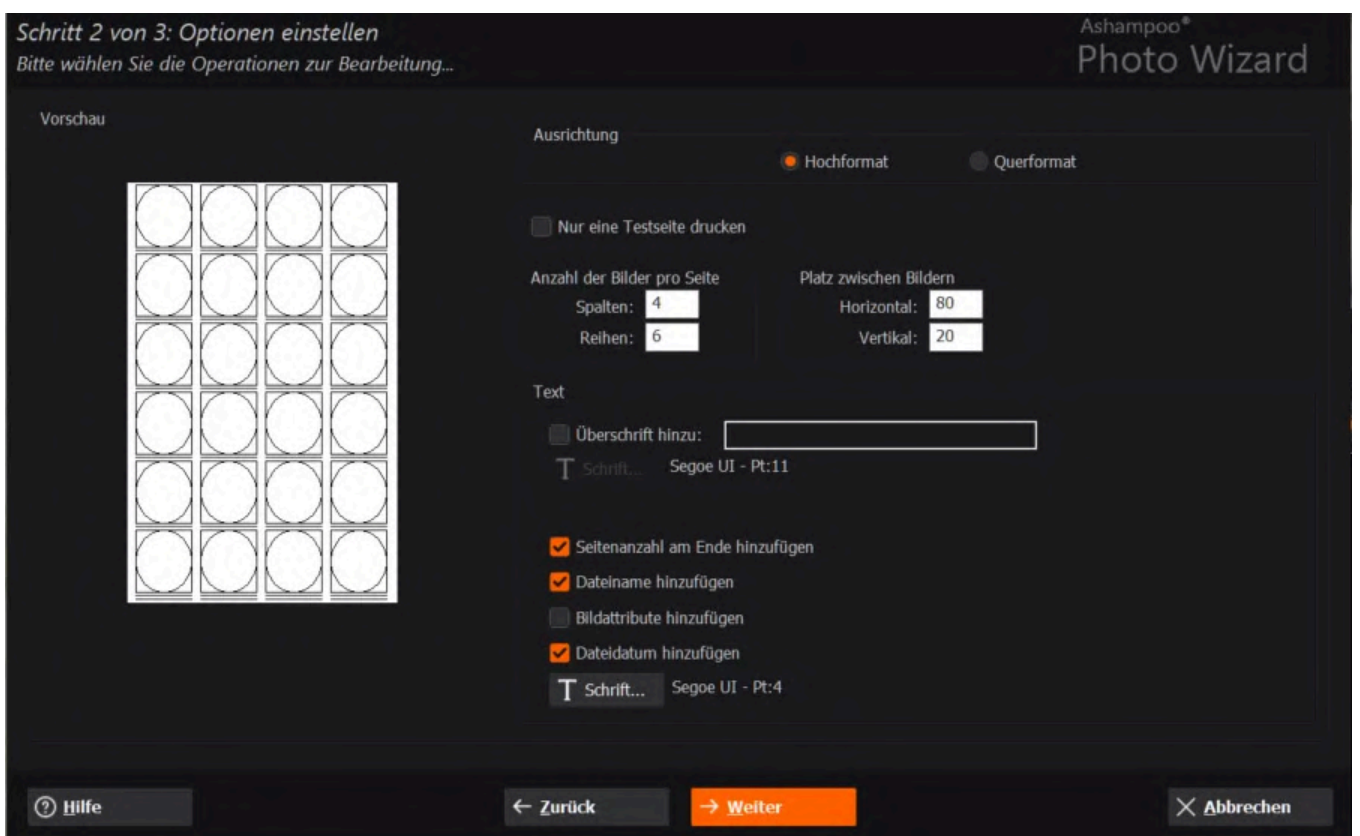 Schritt 2 von 3: Optionen einstellen
Bitte wählen Sie die Operationen zur Bearbeitung...
Ashampoo®
Photo Wizard
Vorschau
Ausrichtung
Hochformat
Querformat
Nur eine Testseite drucken
Anzahl der Bilder pro Seite
Spalten: 4
Reihen: 6
Platz zwischen Bildern
Horizontal: 80
Vertikal: 20
Text
Überschrift hinzu:
T Schrift... Segoe UI - Pt:11
Seitenanzahl am Ende hinzufügen
Dateiname hinzufügen
Bildattribute hinzufügen
Dateidatum hinzufügen
T Schrift... Segoe UI - Pt:4
Hilfe
Zurück
Weiter
Abbrechen